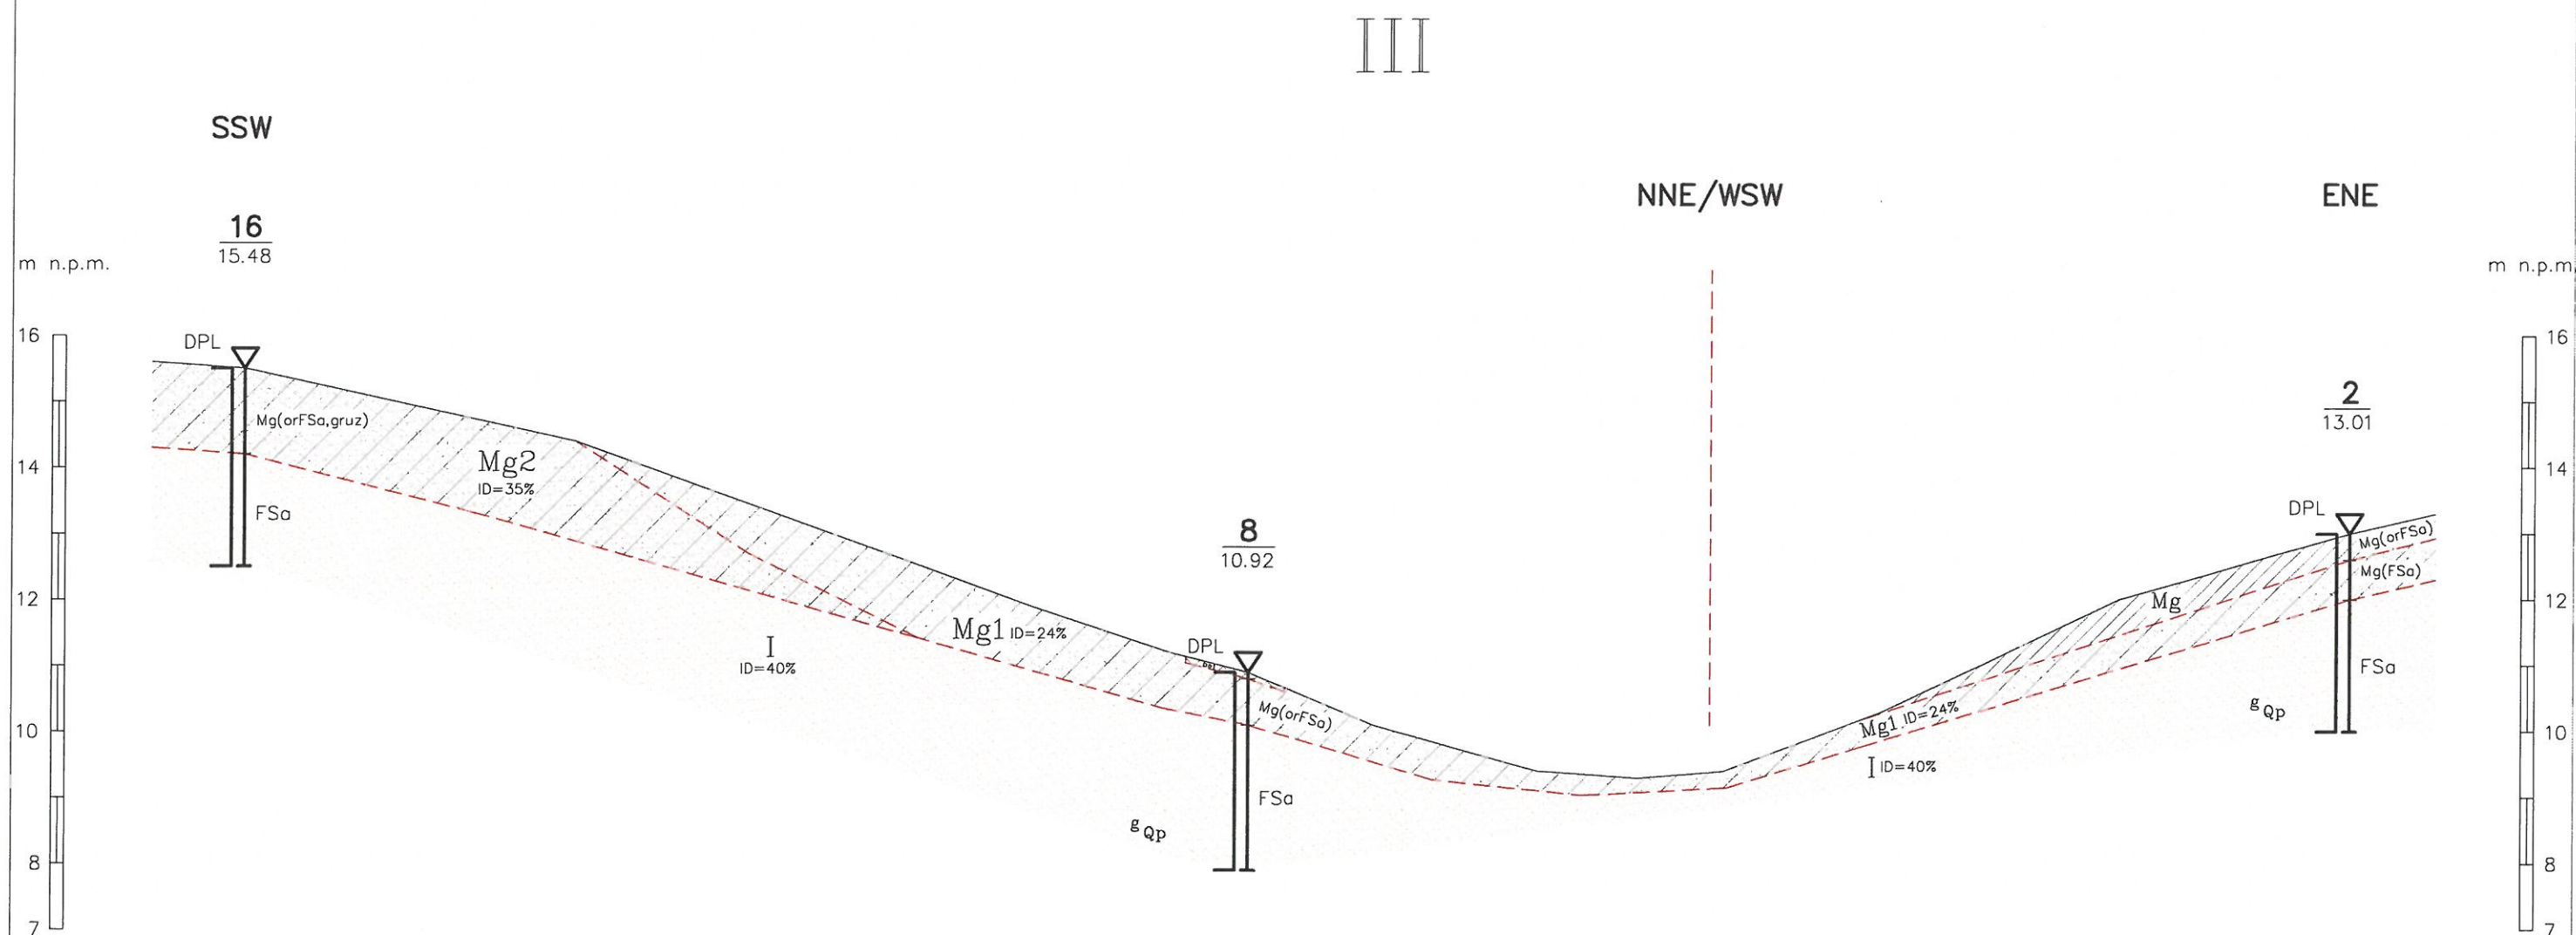 III
SSW
NNE/WSW
ENE
16
15.48
m n.p.m.
m n.p.m
16
DPL
16
2
13.01
Mg(orFSa,gruz)
14
Mg2
ID=35%
14
FSa
8
10.92
DPL
Mg(orFSa)
Mg(FSa)
12
Mg
12
Mg1 ID=24%
I
ID=40%
DPL
FSa
Mg(orFSa)
Mg1 ID=24%
gQp
10
10
I ID=40%
FSa
gQp
8
8
7
7